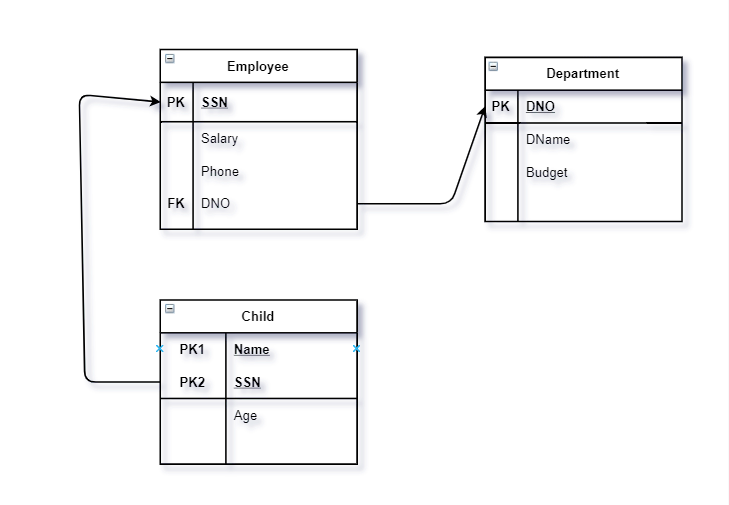 Employee
PK SSN
Salary
Phone
FK DNO
Department
PK DNO
DName
Budget
Child
PK1 Name
PK2 SSN
Age